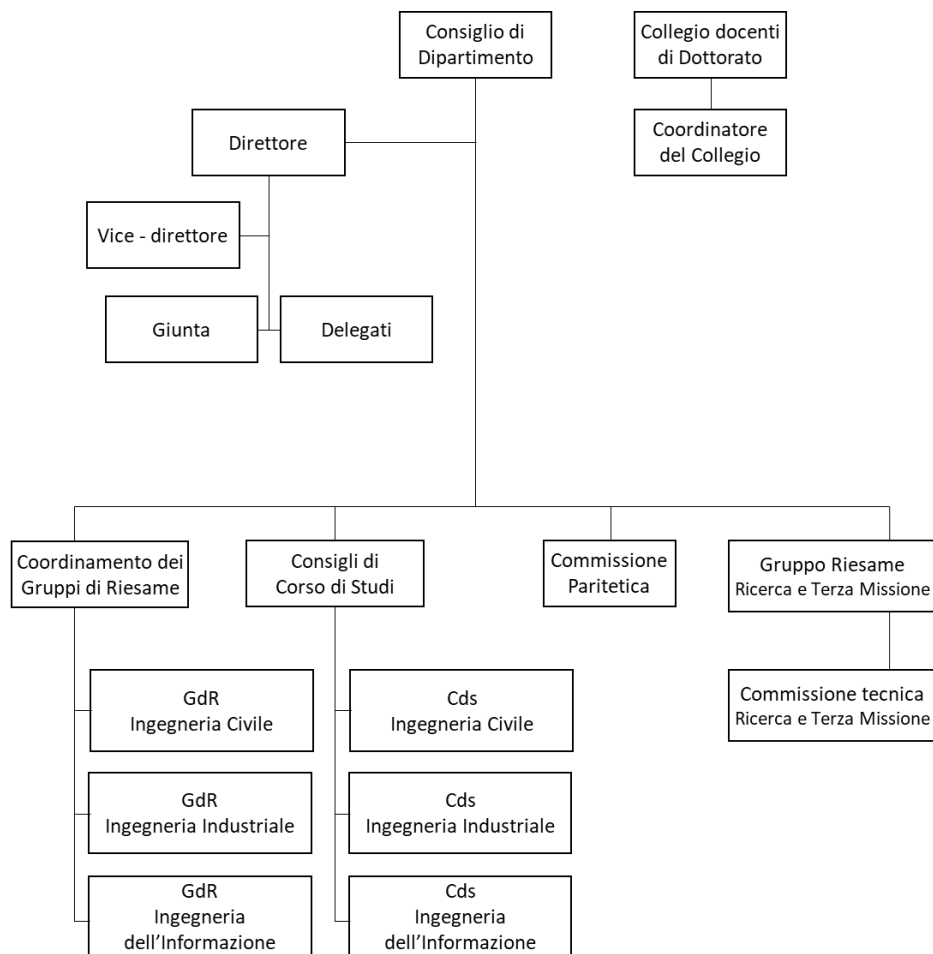 Consiglio di
Dipartimento
Collegio docenti
di Dottorato
Direttore
Coordinatore
del Collegio
Vice - direttore
Giunta
Delegati
Coordinamento dei
Gruppi di Riesame
Consigli di
Corso di Studi
Commissione
Paritetica
Gruppo Riesame
Ricerca e Terza Missione
GdR
Ingegneria Civile
Cds
Ingegneria Civile
Commissione tecnica
Ricerca e Terza Missione
GdR
Ingegneria Industriale
Cds
Ingegneria Industriale
GdR
Ingegneria
dell’Informazione
Cds
Ingegneria
dell’Informazione